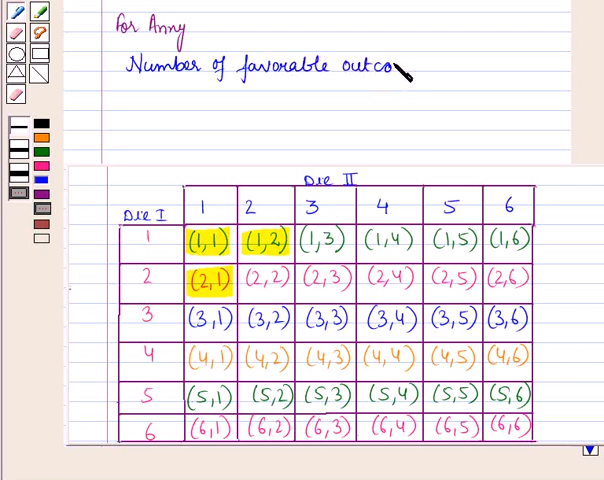 For Anny
Number of favorable outco
Die II
Die I 1 2 3 4 5 6
1 (1,1) (1,2) (1,3) (1,4) (1,5) (1,6)
2 (2,1) (2,2) (2,3) (2,4) (2,5) (2,6)
3 (3,1) (3,2) (3,3) (3,4) (3,5) (3,6)
4 (4,1) (4,2) (4,3) (4,4) (4,5) (4,6)
5 (5,1) (5,2) (5,3) (5,4) (5,5) (5,6)
6 (6,1) (6,2) (6,3) (6,4) (6,5) (6,6)